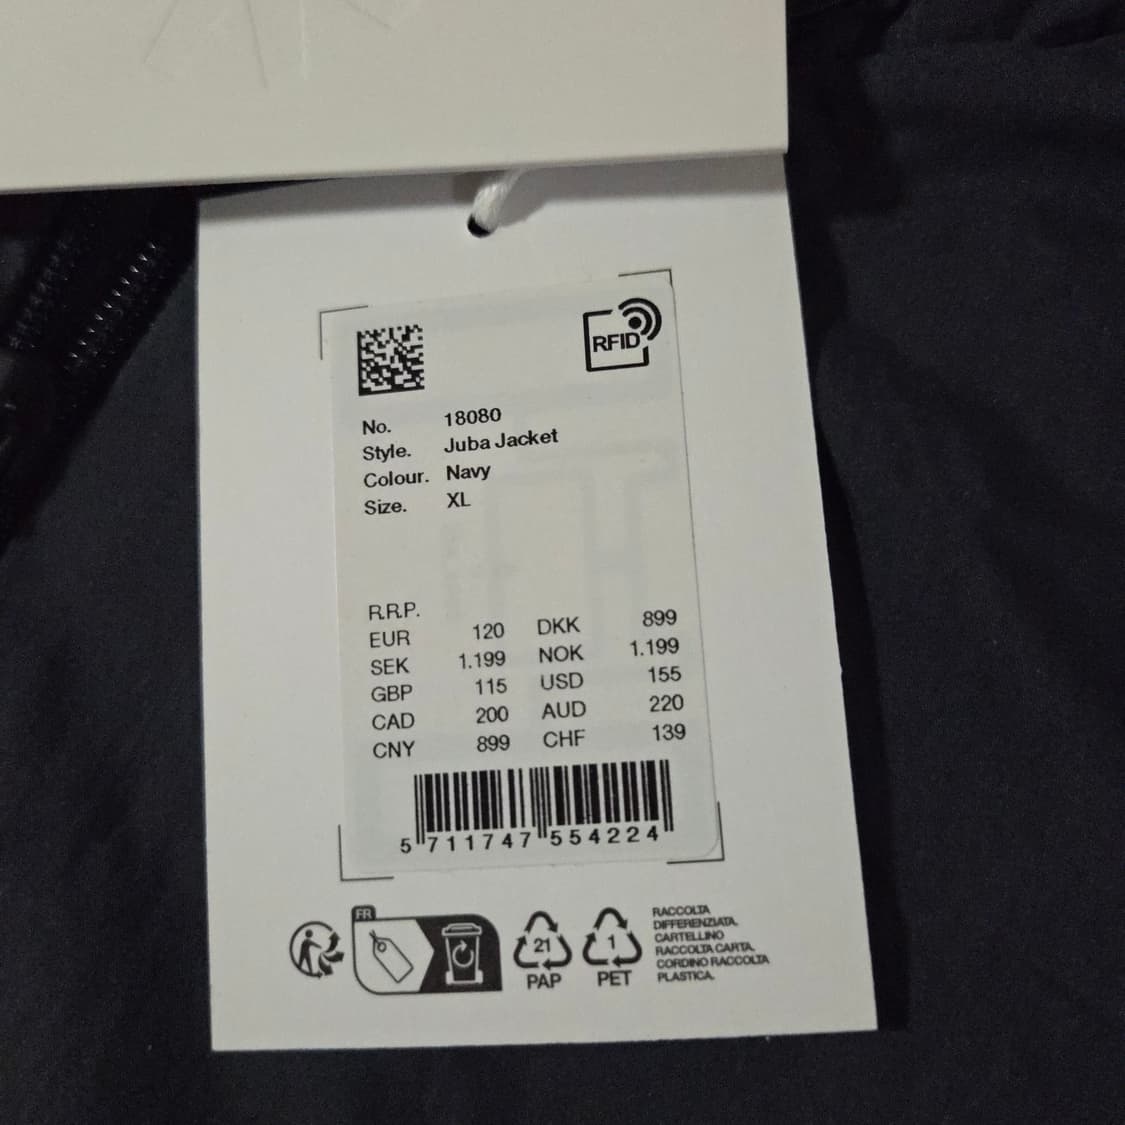 RFID
No. 18080
Style. Juba Jacket
Colour. Navy
Size. XL
R.R.P.
EUR 120 DKK 899
SEK 1.199 NOK 1.199
GBP 115 USD 155
CAD 200 AUD 220
CNY 899 CHF 139
5 711747 554224
FR
21 1
PAP PET
RACCOLTA
DIFFERENZIATA.
CARTELLINO
RACCOLTA CARTA.
CORDINO RACCOLTA
PLASTICA.